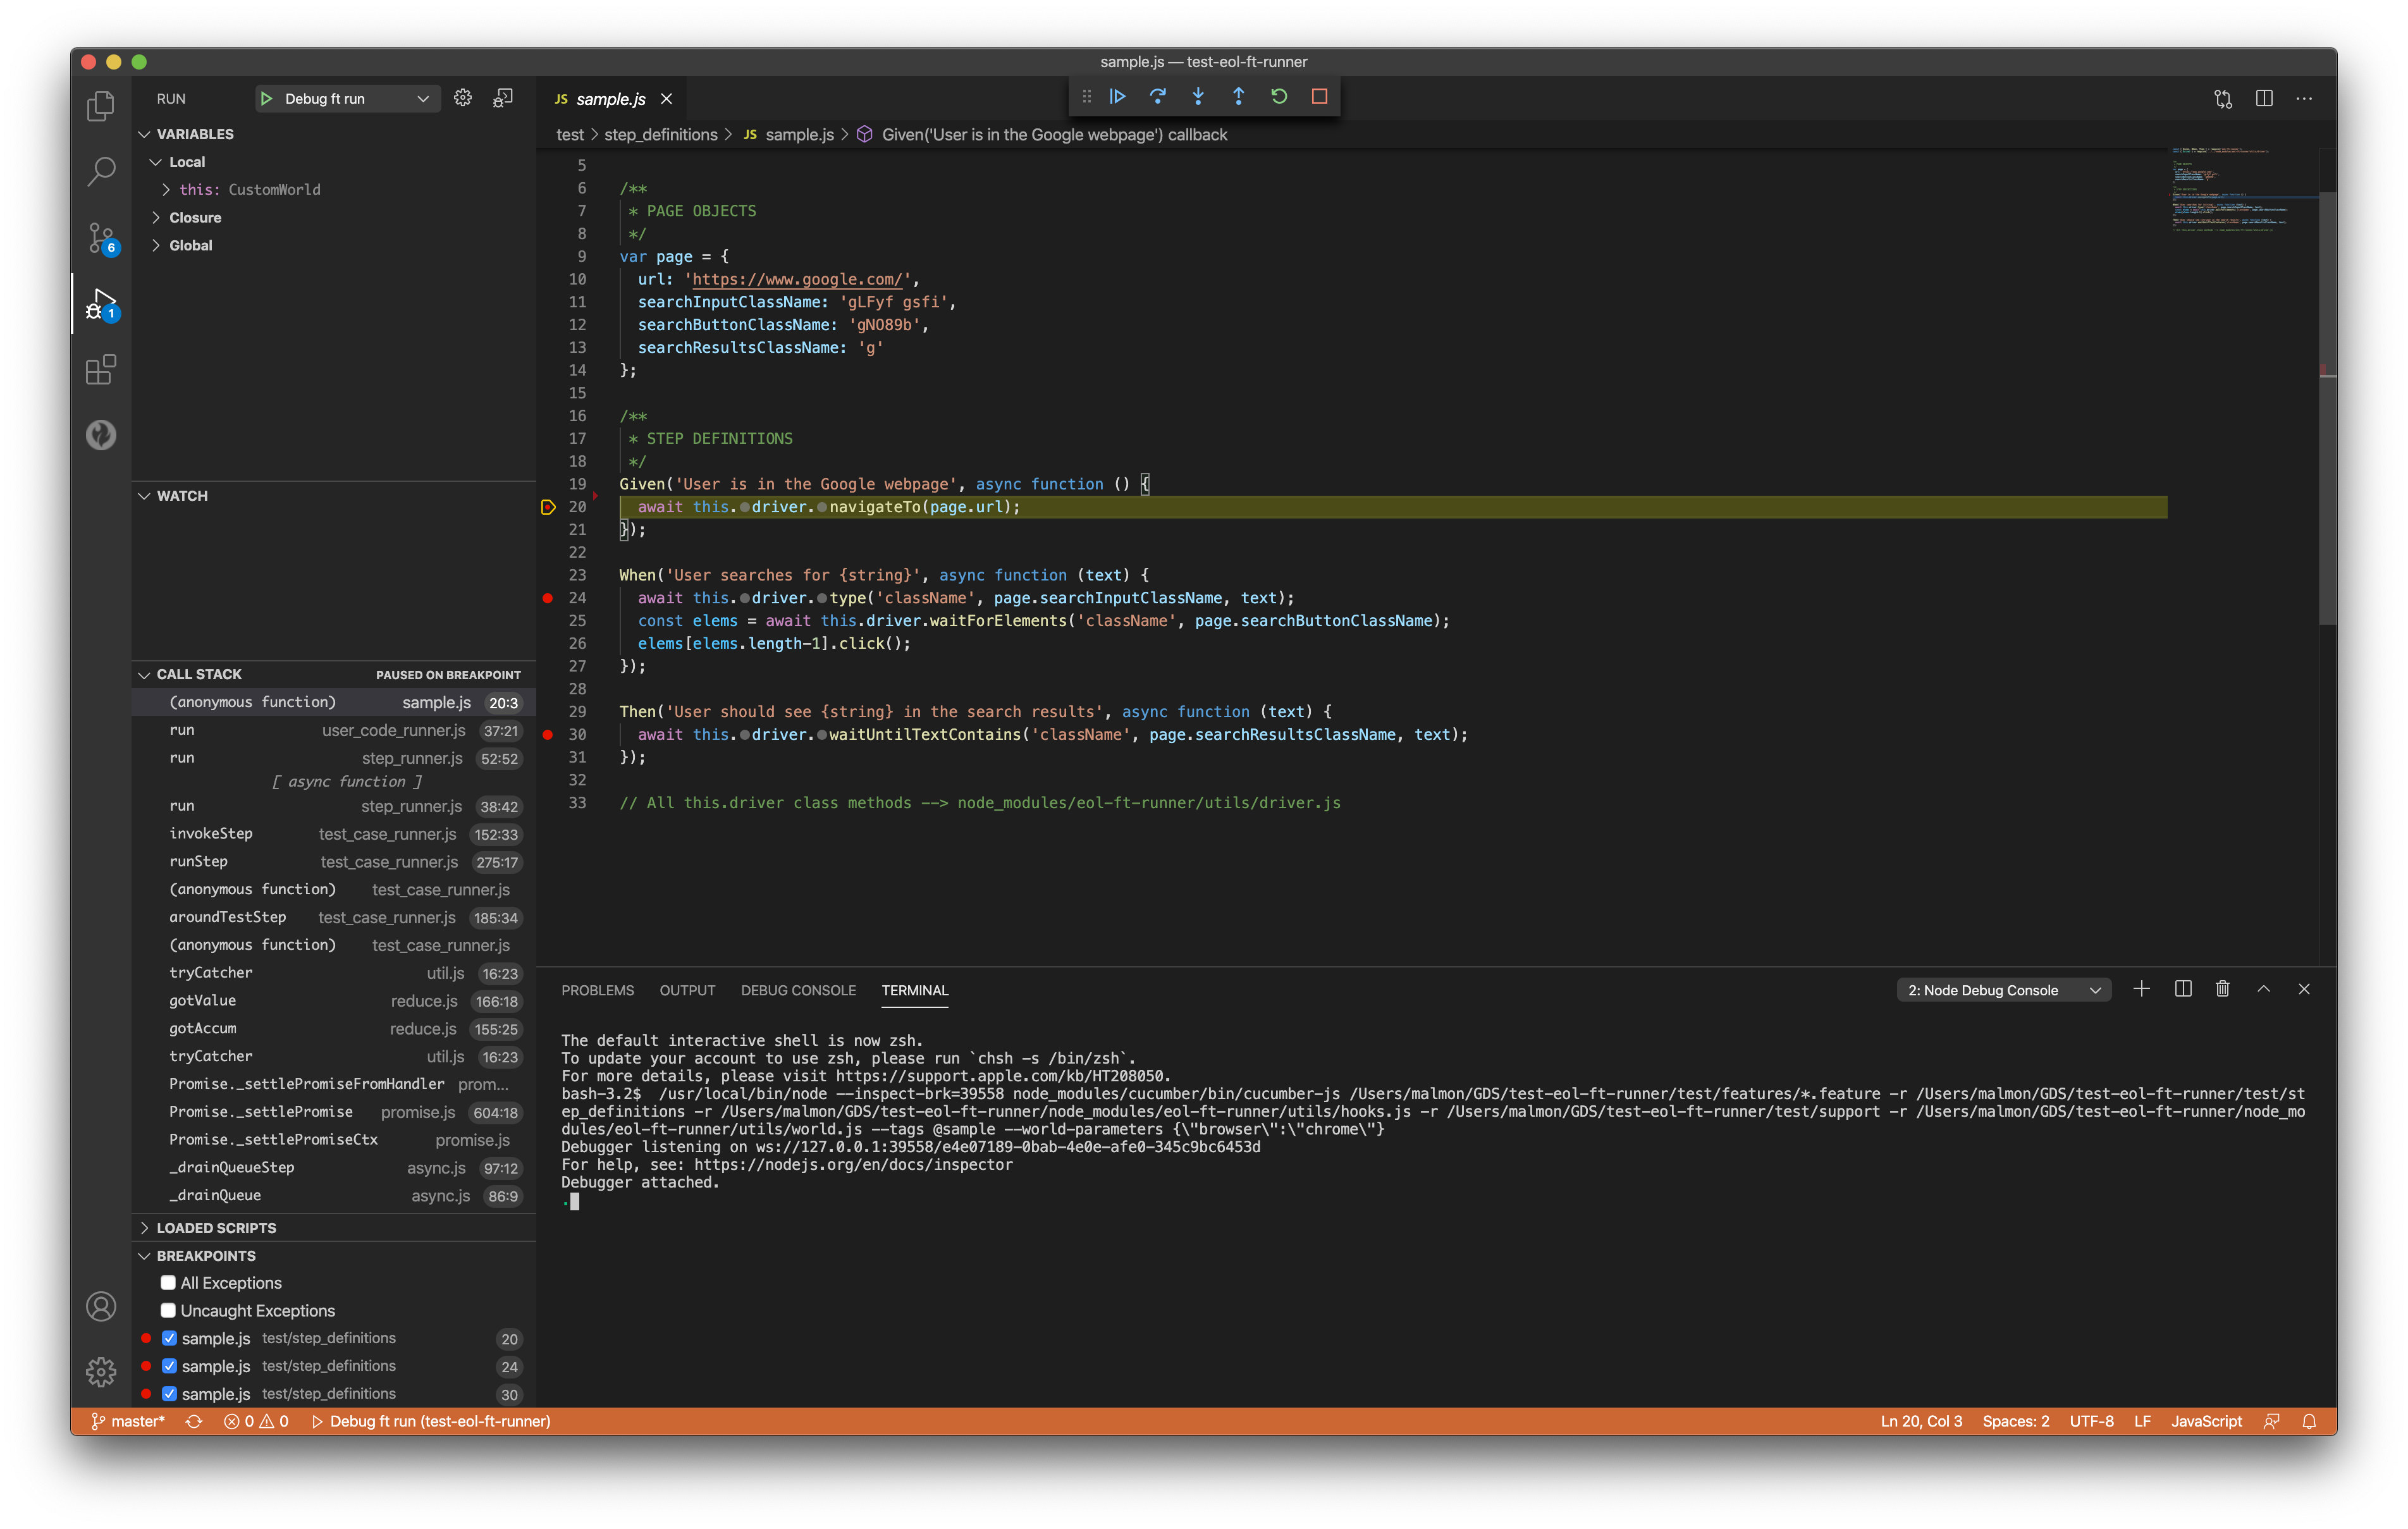 sample.js — test-eol-ft-runner
RUN
Debug ft run
VARIABLES
Local
this: CustomWorld
Closure
Global
WATCH
CALL STACK PAUSED ON BREAKPOINT
(anonymous function) sample.js 20:3
run user_code_runner.js 37:21
run step_runner.js 52:52
[ async function ]
run step_runner.js 38:42
invokeStep test_case_runner.js 152:33
runStep test_case_runner.js 275:17
(anonymous function) test_case_runner.js
aroundTestStep test_case_runner.js 185:34
(anonymous function) test_case_runner.js
tryCatcher util.js 16:23
gotValue reduce.js 166:18
gotAccum reduce.js 155:25
tryCatcher util.js 16:23
Promise._settlePromiseFromHandler prom...
Promise._settlePromise promise.js 604:18
Promise._settlePromiseCtx promise.js
_drainQueueStep async.js 97:12
_drainQueue async.js 86:9
LOADED SCRIPTS
BREAKPOINTS
All Exceptions
Uncaught Exceptions
sample.js test/step_definitions 20
sample.js test/step_definitions 24
sample.js test/step_definitions 30
6
1
JS sample.js
test > step_definitions > JS sample.js > Given('User is in the Google webpage') callback
5
6 /**
7 * PAGE OBJECTS
8 */
9 var page = {
10 url: 'https://www.google.com/',
11 searchInputClassName: 'gLFyf gsfi',
12 searchButtonClassName: 'gNO89b',
13 searchResultsClassName: 'g'
14 };
15
16 /**
17 * STEP DEFINITIONS
18 */
19 Given('User is in the Google webpage', async function () {
20 await this.driver.navigateTo(page.url);
21 });
22
23 When('User searches for {string}', async function (text) {
24 await this.driver.type('className', page.searchInputClassName, text);
25 const elems = await this.driver.waitForElements('className', page.searchButtonClassName);
26 elems[elems.length-1].click();
27 });
28
29 Then('User should see {string} in the search results', async function (text) {
30 await this.driver.waitUntilTextContains('className', page.searchResultsClassName, text);
31 });
32
33 // All this.driver class methods --> node_modules/eol-ft-runner/utils/driver.js
PROBLEMS OUTPUT DEBUG CONSOLE TERMINAL
2: Node Debug Console
The default interactive shell is now zsh.
To update your account to use zsh, please run `chsh -s /bin/zsh`.
For more details, please visit https://support.apple.com/kb/HT208050.
bash-3.2$ /usr/local/bin/node --inspect-brk=39558 node_modules/cucumber/bin/cucumber-js /Users/malmon/GDS/test-eol-ft-runner/test/features/*.feature -r /Users/malmon/GDS/test-eol-ft-runner/test/st
ep_definitions -r /Users/malmon/GDS/test-eol-ft-runner/node_modules/eol-ft-runner/utils/hooks.js -r /Users/malmon/GDS/test-eol-ft-runner/test/support -r /Users/malmon/GDS/test-eol-ft-runner/node_mo
dules/eol-ft-runner/utils/world.js --tags @sample --world-parameters {\"browser\":\"chrome\"}
Debugger listening on ws://127.0.0.1:39558/e4e07189-0bab-4e0e-afe0-345c9bc6453d
For help, see: https://nodejs.org/en/docs/inspector
Debugger attached.
.
master* 0 0 Debug ft run (test-eol-ft-runner) Ln 20, Col 3 Spaces: 2 UTF-8 LF JavaScript